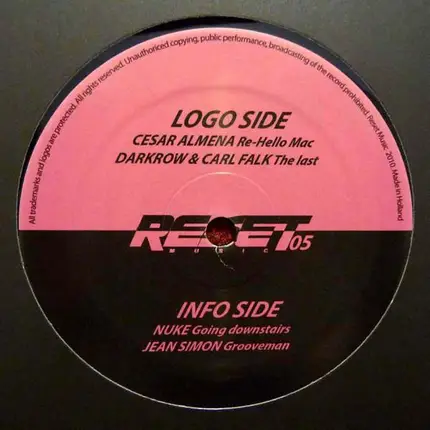 All trademarks and logos are protected. All rights reserved. Unauthoriced copying, public performance, broadcasting of the record prohibited. Reset Music. 2010. Made in Holland
LOGO SIDE
CESAR ALMENA Re-Hello Mac
DARKROW & CARL FALK The last
RESET 05
MUSIC
INFO SIDE
NUKE Going downstairs
JEAN SIMON Grooveman